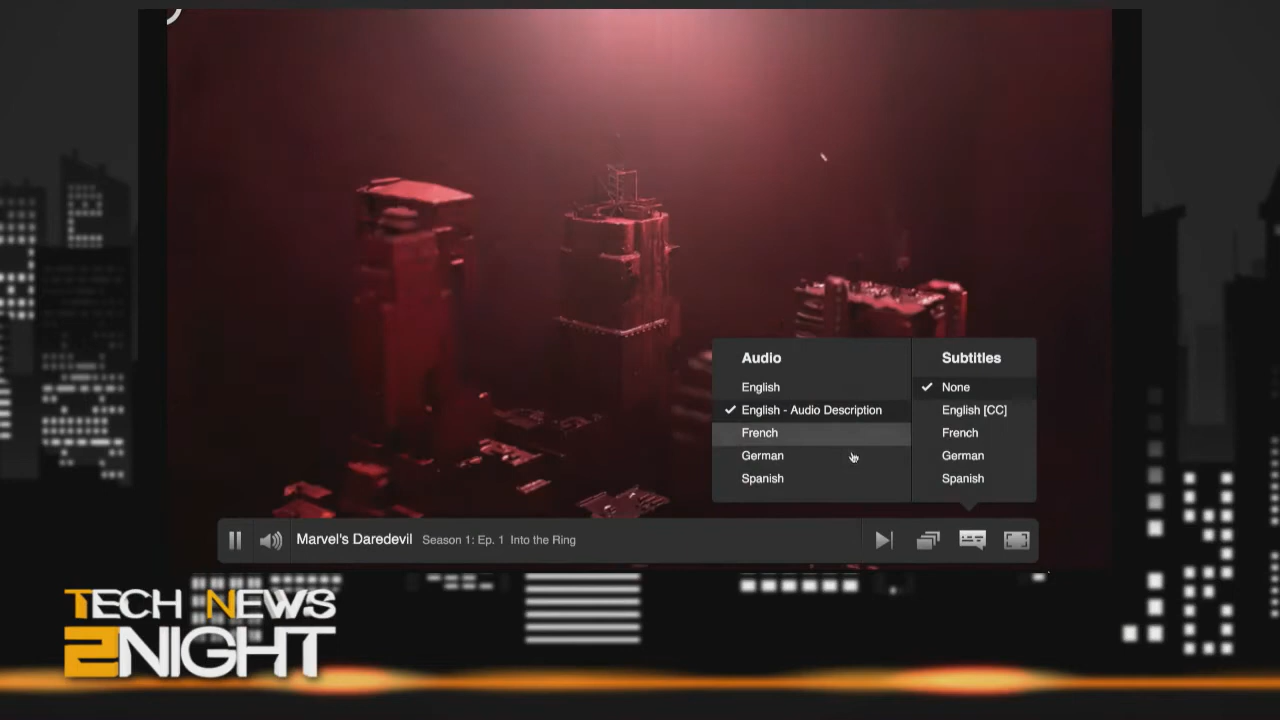 Audio
English
English - Audio Description
French
German
Spanish
Subtitles
None
English [CC]
French
German
Spanish
Marvel's Daredevil Season 1: Ep. 1 Into the Ring
TECH NEWS
2NIGHT